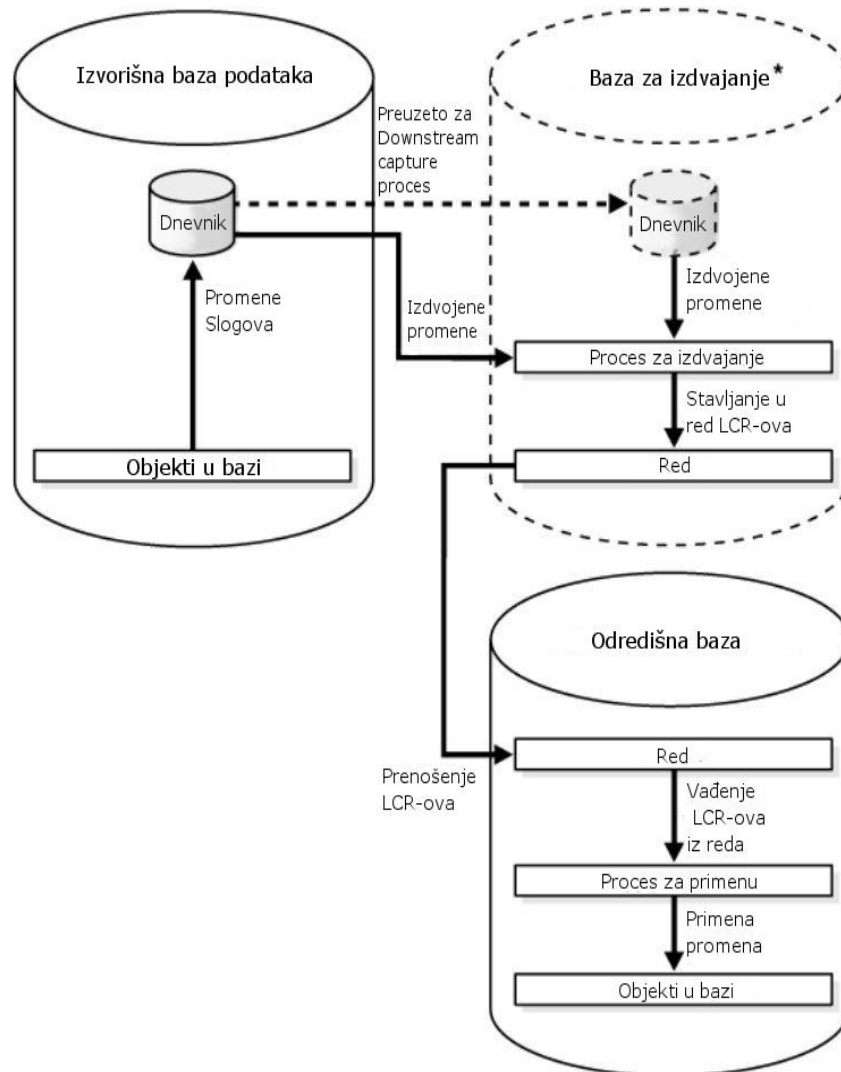 Izvorišna baza podataka
Baza za izdvajanje*
Preuzeto za
Downstream
capture
proces
Dnevnik
Dnevnik
Promene
Slogova
Izdvojene
promene
Izdvojene
promene
Proces za izdvajanje
Stavljanje u
red LCR-ova
Objekti u bazi
Red
Odredišna baza
Red
Prenošenje
LCR-ova
Vađenje
LCR-ova
iz reda
Proces za primenu
Primena
promena
Objekti u bazi